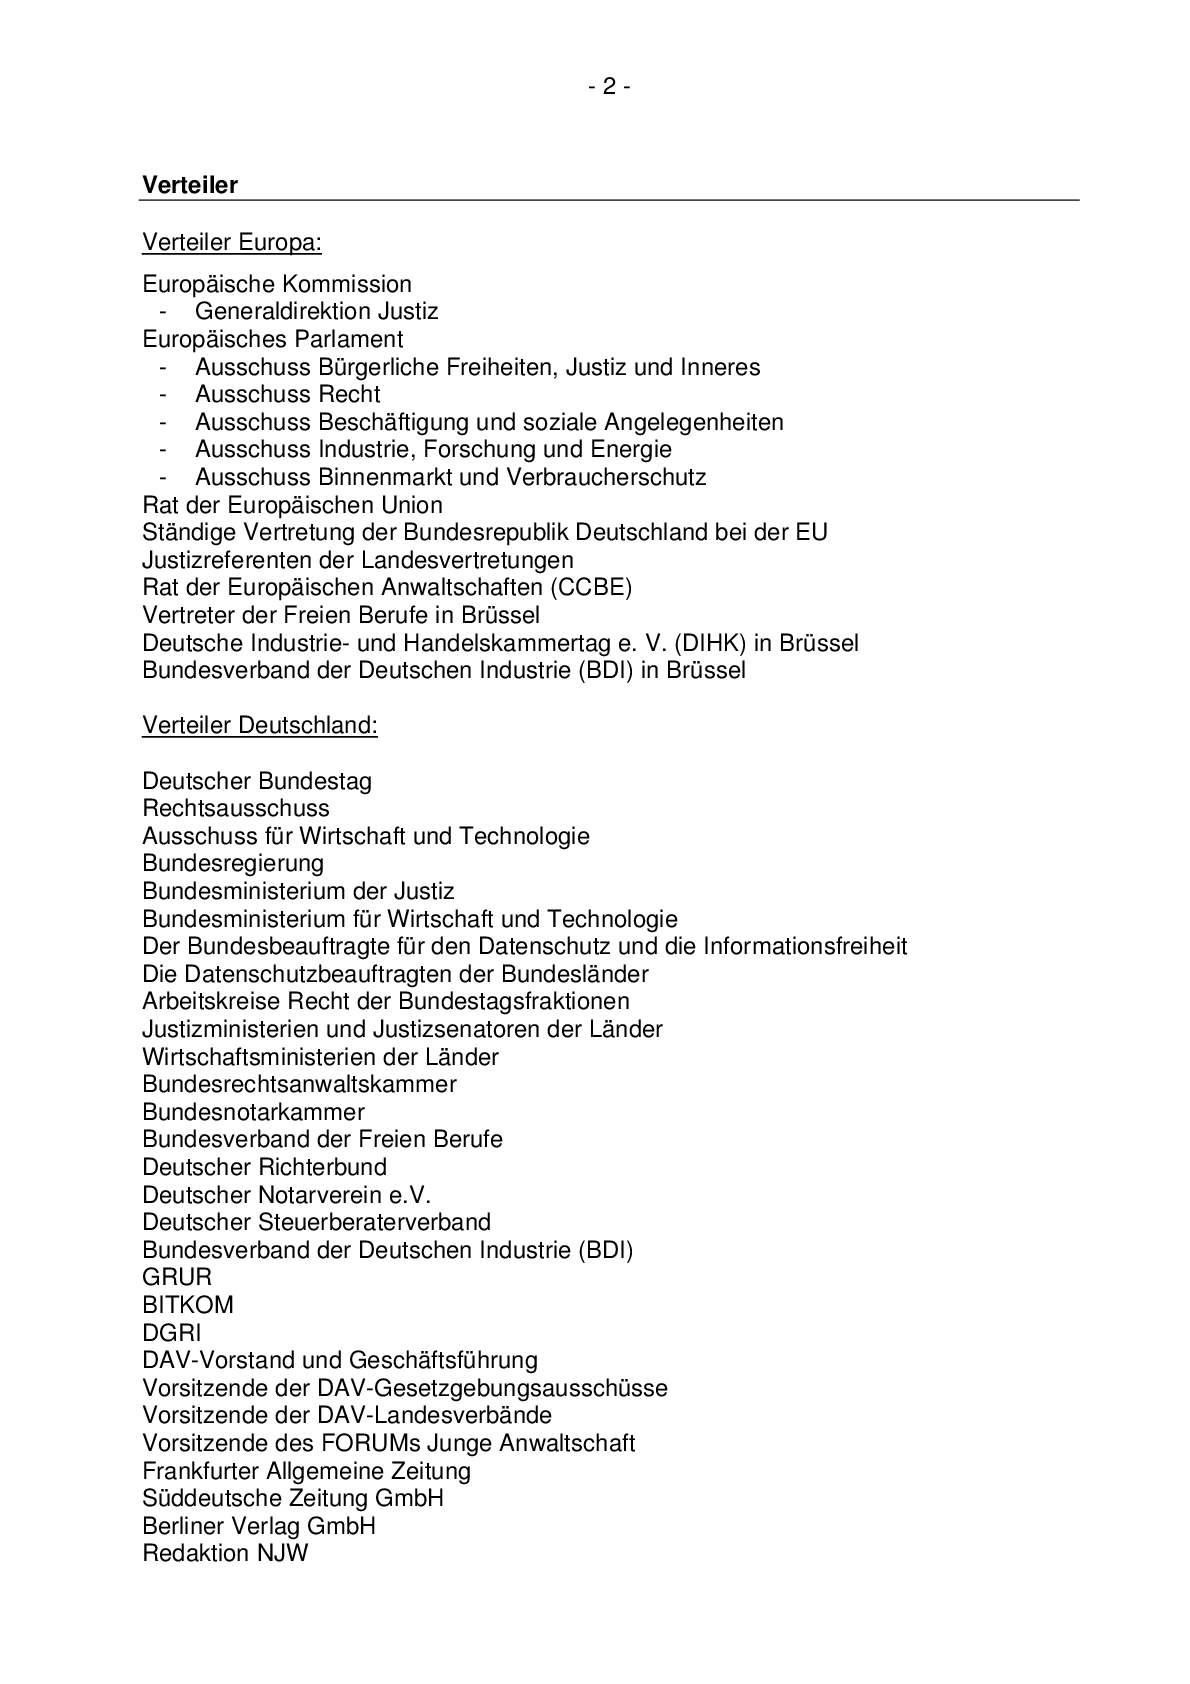 - 2 -
Verteiler
Verteiler Europa:
Europäische Kommission
- Generaldirektion Justiz
Europäisches Parlament
- Ausschuss Bürgerliche Freiheiten, Justiz und Inneres
- Ausschuss Recht
- Ausschuss Beschäftigung und soziale Angelegenheiten
- Ausschuss Industrie, Forschung und Energie
- Ausschuss Binnenmarkt und Verbraucherschutz
Rat der Europäischen Union
Ständige Vertretung der Bundesrepublik Deutschland bei der EU
Justizreferenten der Landesvertretungen
Rat der Europäischen Anwaltschaften (CCBE)
Vertreter der Freien Berufe in Brüssel
Deutsche Industrie- und Handelskammertag e. V. (DIHK) in Brüssel
Bundesverband der Deutschen Industrie (BDI) in Brüssel
Verteiler Deutschland:
Deutscher Bundestag
Rechtsausschuss
Ausschuss für Wirtschaft und Technologie
Bundesregierung
Bundesministerium der Justiz
Bundesministerium für Wirtschaft und Technologie
Der Bundesbeauftragte für den Datenschutz und die Informationsfreiheit
Die Datenschutzbeauftragten der Bundesländer
Arbeitskreise Recht der Bundestagsfraktionen
Justizministerien und Justizsenatoren der Länder
Wirtschaftsministerien der Länder
Bundesrechtsanwaltskammer
Bundesnotarkammer
Bundesverband der Freien Berufe
Deutscher Richterbund
Deutscher Notarverein e.V.
Deutscher Steuerberaterverband
Bundesverband der Deutschen Industrie (BDI)
GRUR
BITKOM
DGRI
DAV-Vorstand und Geschäftsführung
Vorsitzende der DAV-Gesetzgebungsausschüsse
Vorsitzende der DAV-Landesverbände
Vorsitzende des FORUMs Junge Anwaltschaft
Frankfurter Allgemeine Zeitung
Süddeutsche Zeitung GmbH
Berliner Verlag GmbH
Redaktion NJW